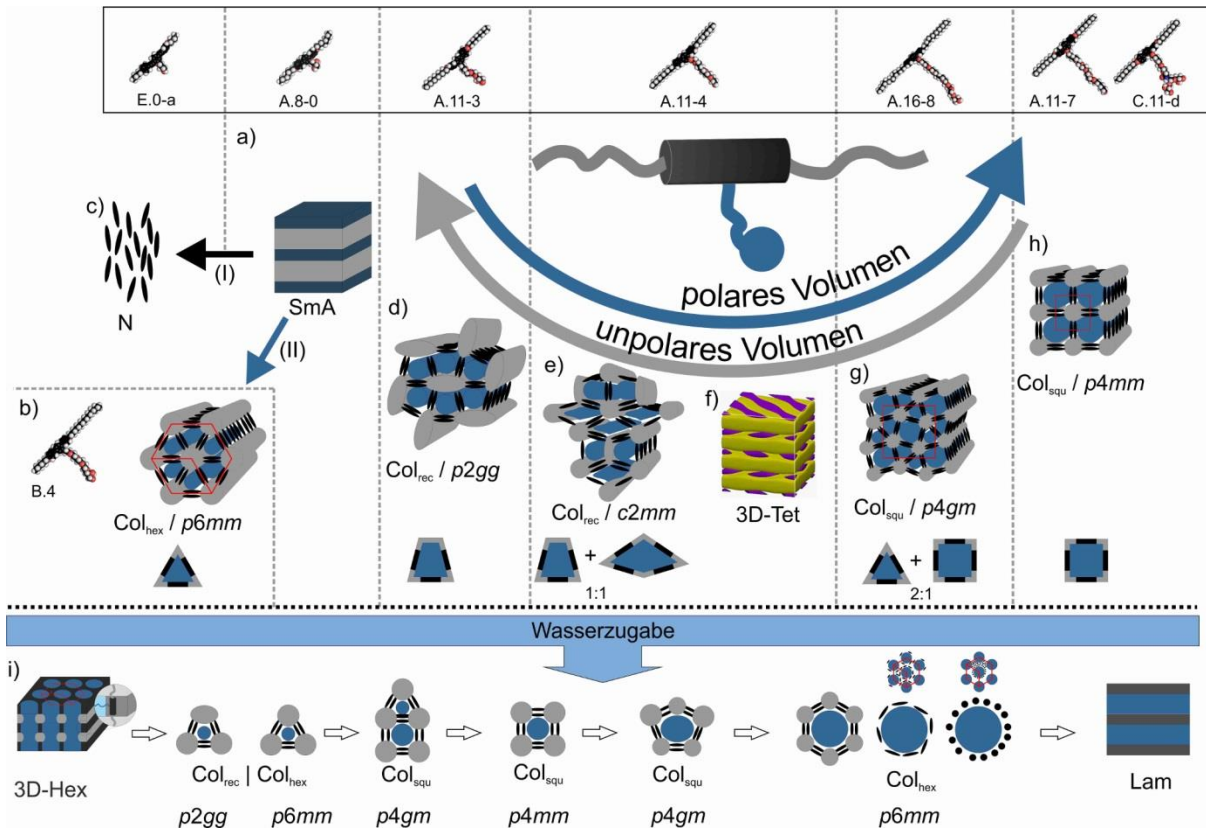 E.0-a
A.8-0
A.11-3
A.11-4
A.16-8
A.11-7
C.11-d
a)
c)
(I)
N
SmA
(II)
polares Volumen
unpolares Volumen
b)
B.4
Colhex / p6mm
d)
Colrec / p2gg
e)
Colrec / c2mm
+
1:1
f)
3D-Tet
g)
Colsqu / p4gm
+
2:1
h)
Colsqu / p4mm
Wasserzugabe
i)
3D-Hex
Colrec | Colhex
p2gg p6mm
Colsqu
p4gm
Colsqu
p4mm
Colsqu
p4gm
Colhex
p6mm
Lam